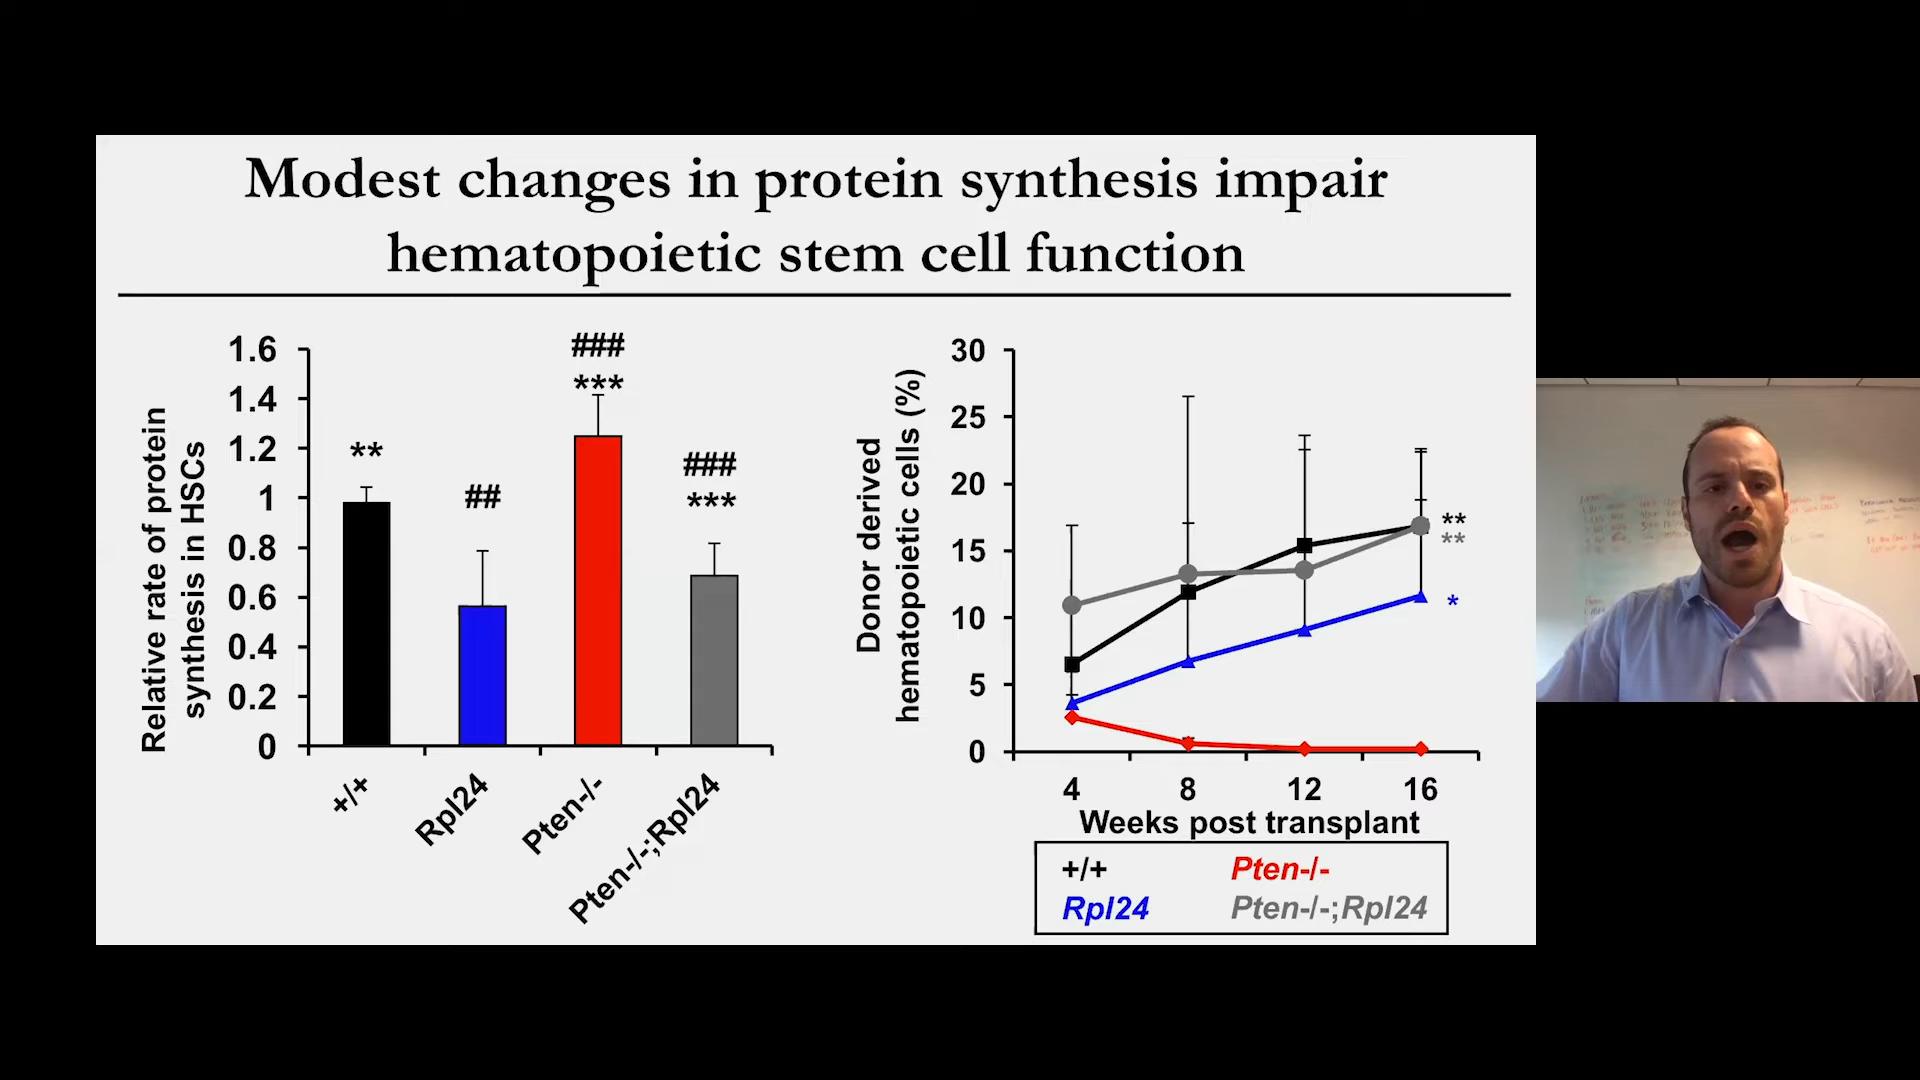 Modest changes in protein synthesis impair
hematopoietic stem cell function
Relative rate of protein
synthesis in HSCs
1.6
1.4
1.2
1
0.8
0.6
0.4
0.2
0
**
##
###
***
###
***
+/+
Rpl24
Pten-/-
Pten-/-;Rpl24
Donor derived
hematopoietic cells (%)
30
25
20
15
10
5
0
**
**
*
4 8 12 16
Weeks post transplant
+/+ Pten-/-
Rpl24 Pten-/-;Rpl24